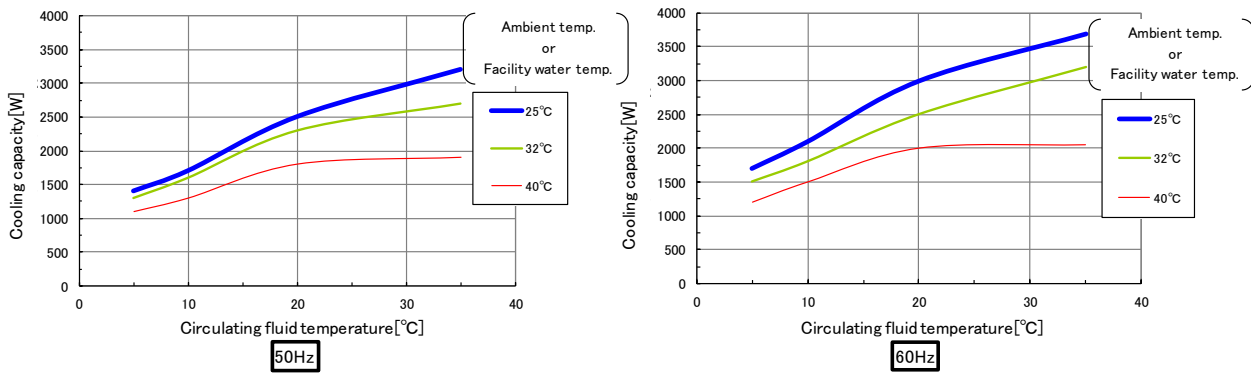 4000
3500
3000
2500
2000
1500
1000
500
0
Cooling capacity[W]
0 10 20 30 40
Circulating fluid temperature[℃]
50Hz
Ambient temp.
or
Facility water temp.
25℃
32℃
40℃
4000
3500
3000
2500
2000
1500
1000
500
0
Cooling capacity[W]
0 10 20 30 40
Circulating fluid temperature[℃]
60Hz
Ambient temp.
or
Facility water temp.
25℃
32℃
40℃